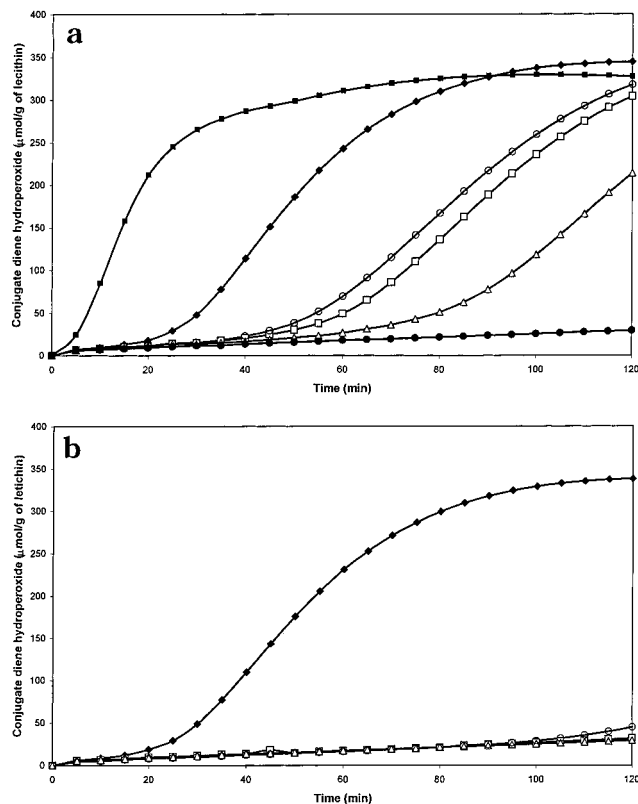 a
Conjugate diene hydroperoxide (μmol/g of lecithin)
400
350
300
250
200
150
100
50
0
0 20 40 60 80 100 120
Time (min)
b
Conjugate diene hydroperoxide (μmol/g of letichin)
400
350
300
250
200
150
100
50
0
0 20 40 60 80 100 120
Time (min)